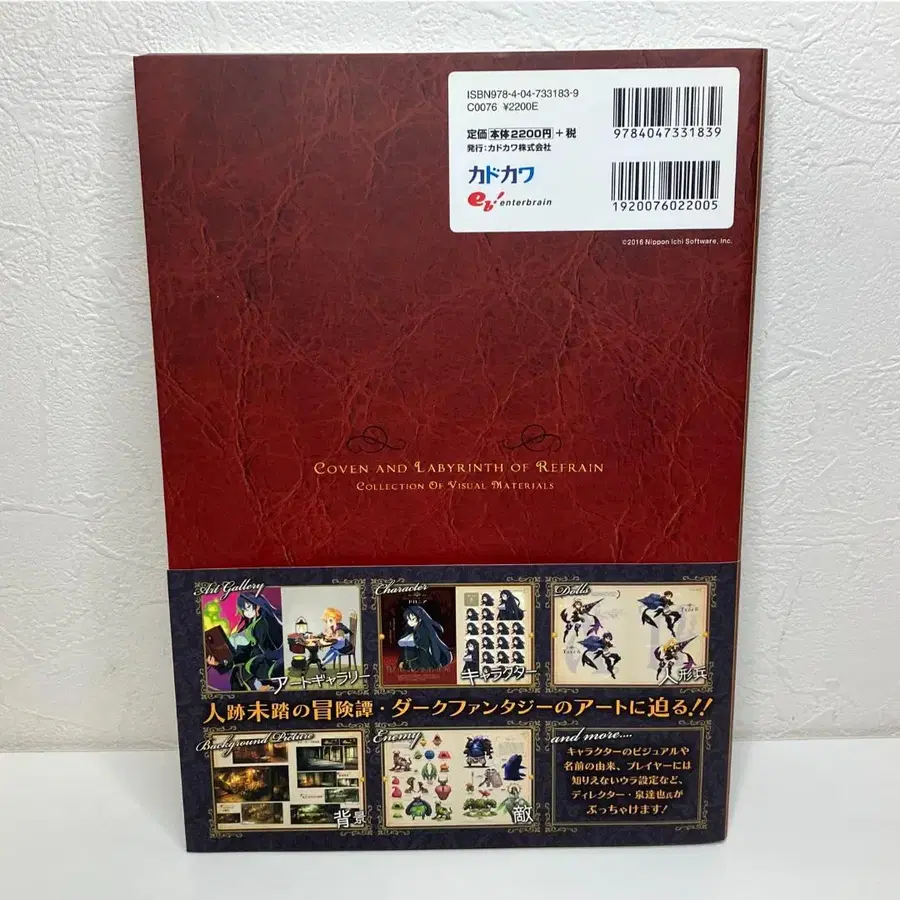 ISBN978-4-04-733183-9
C0076 ¥2200E
定価 本体2200円 +税
発行:カドカワ株式会社
カドカワ
eb! enterbrain
9784047331839
1920076022005
©2016 Nippon Ichi Software, Inc.
COVEN AND LABYRINTH OF REFRAIN
COLLECTION OF VISUAL MATERIALS
Art Gallery
アートギャラリー
Character
キャラクター
Dolls
人形兵
人跡未踏の冒険譚・ダークファンタジーのアートに迫る!!
Background Picture
背景
Enemy
敵
and more....
キャラクターのビジュアルや
名前の由来、プレイヤーには
知りえないウラ設定など、
ディレクター・泉達也氏が
ぶっちゃけます!